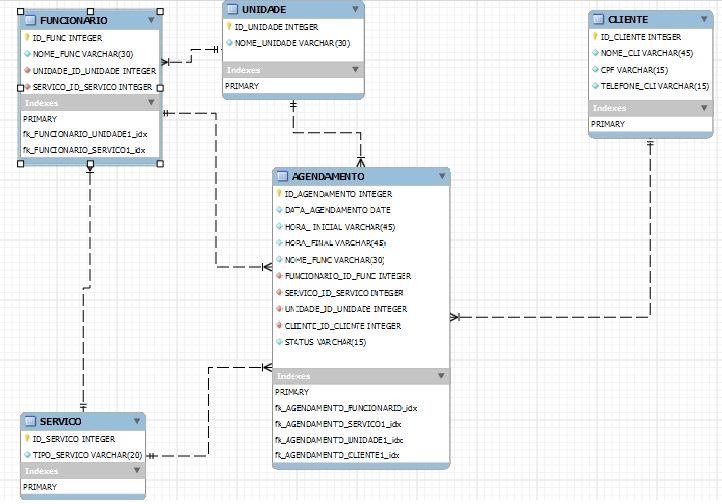 FUNCIONARIO
ID_FUNC INTEGER
NOME_FUNC VARCHAR(30)
UNIDADE_ID_UNIDADE INTEGER
SERVICO_ID_SERVICO INTEGER
Indexes
PRIMARY
fk_FUNCIONARIO_UNIDADE1_idx
fk_FUNCIONARIO_SERVICO1_idx
UNIDADE
ID_UNIDADE INTEGER
NOME_UNIDADE VARCHAR(30)
Indexes
PRIMARY
CLIENTE
ID_CLIENTE INTEGER
NOME_CLI VARCHAR(45)
CPF VARCHAR(15)
TELEFONE_CLI VARCHAR(15)
Indexes
PRIMARY
AGENDAMENTO
ID_AGENDAMENTO INTEGER
DATA_AGENDAMENTO DATE
HORA_INICIAL VARCHAR(45)
HORA_FINAL VARCHAR(45)
NOME_FUNC VARCHAR(30)
FUNCIONARIO_ID_FUNC INTEGER
SERVICO_ID_SERVICO INTEGER
UNIDADE_ID_UNIDADE INTEGER
CLIENTE_ID_CLIENTE INTEGER
STATUS VARCHAR(15)
Indexes
PRIMARY
fk_AGENDAMENTO_FUNCIONARIO_idx
fk_AGENDAMENTO_SERVICO1_idx
fk_AGENDAMENTO_UNIDADE1_idx
fk_AGENDAMENTO_CLIENTE1_idx
SERVICO
ID_SERVICO INTEGER
TIPO_SERVICO VARCHAR(20)
Indexes
PRIMARY